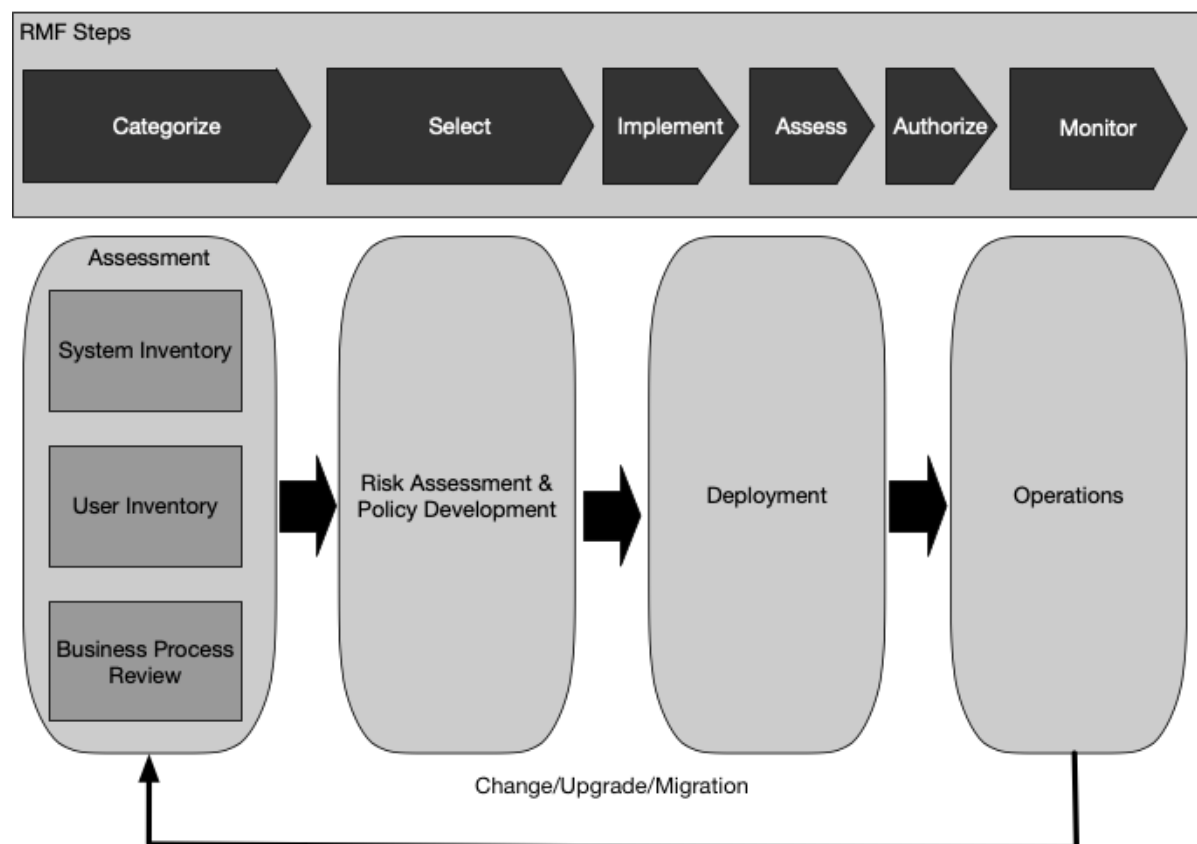 RMF Steps
Categorize
Select
Implement
Assess
Authorize
Monitor
Assessment
System Inventory
User Inventory
Business Process
Review
Risk Assessment &
Policy Development
Deployment
Operations
Change/Upgrade/Migration